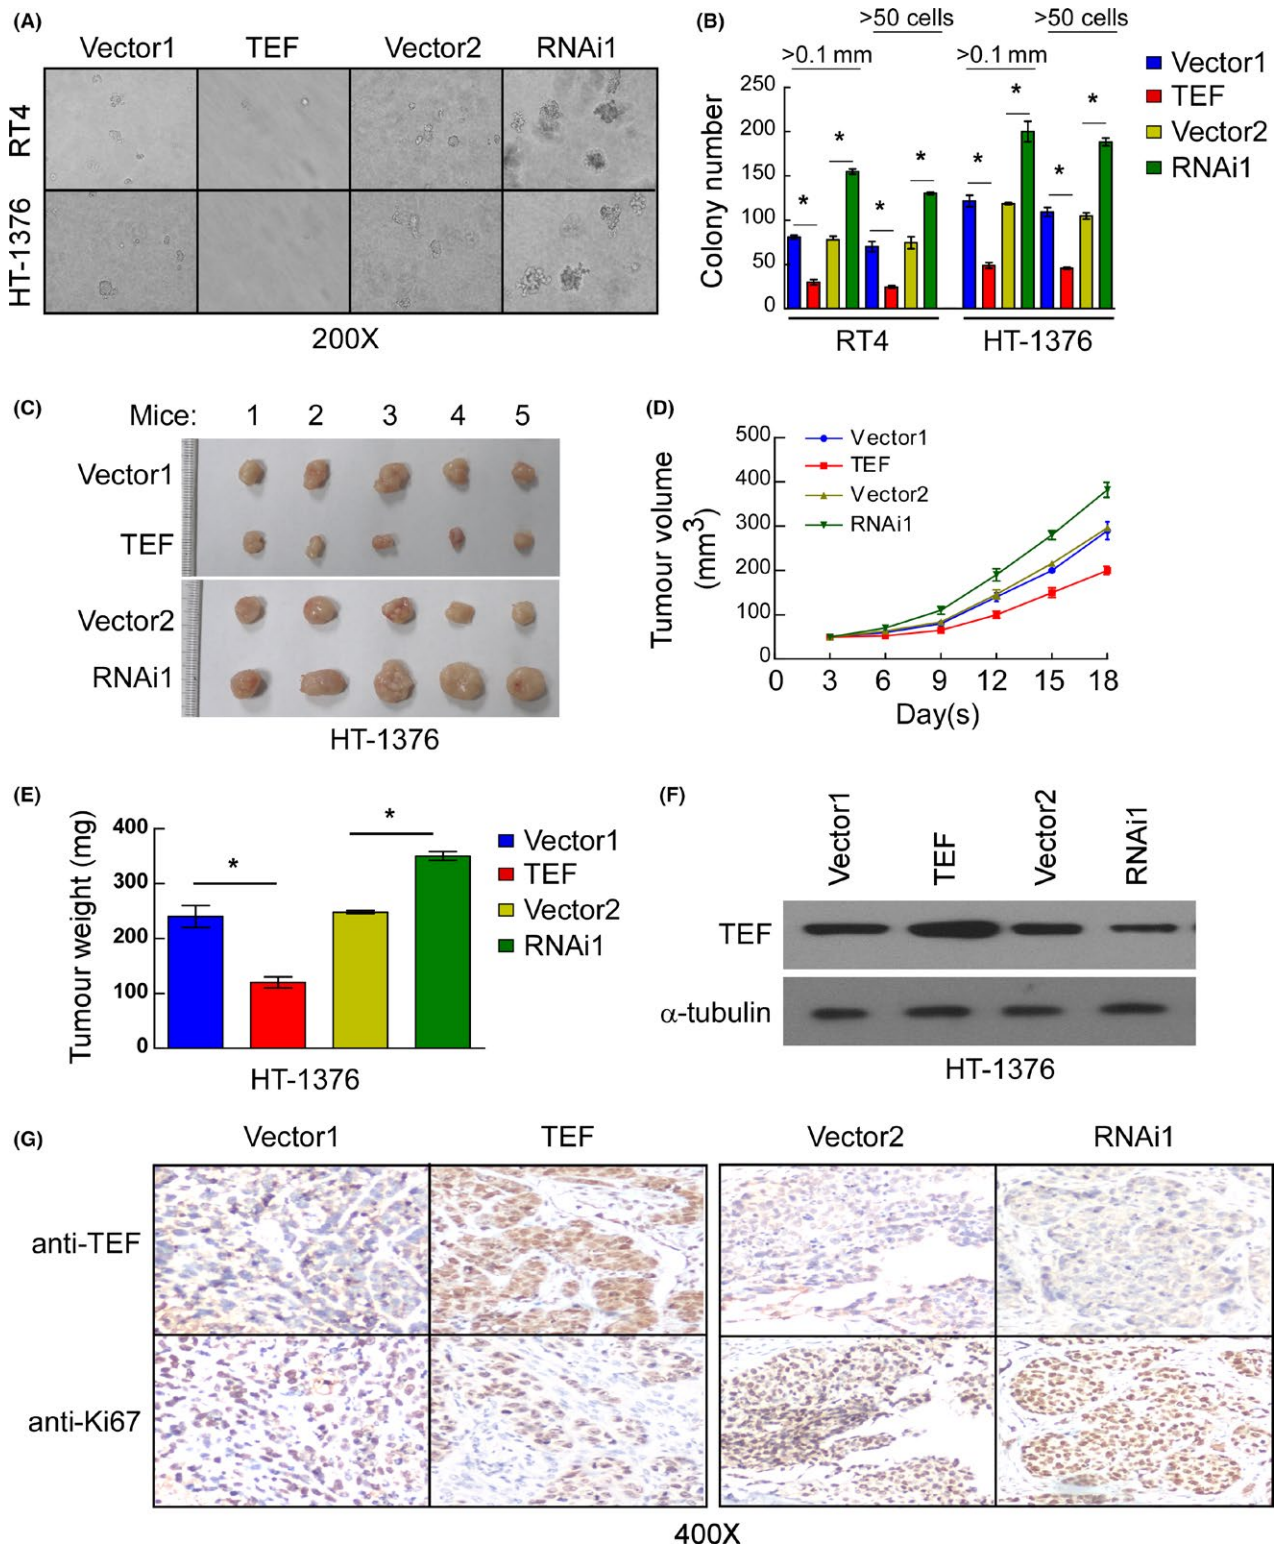 (A)
Vector1 TEF Vector2 RNAi1
RT4
HT-1376
200X
(B)
>50 cells >50 cells
>0.1 mm >0.1 mm
Colony number
250
200
150
100
50
0
* * * * * * * *
RT4 HT-1376
Vector1
TEF
Vector2
RNAi1
(C)
Mice: 1 2 3 4 5
Vector1
TEF
Vector2
RNAi1
HT-1376
(D)
Tumour volume
(mm3)
500
400
300
200
100
0
0 3 6 9 12 15 18
Day(s)
Vector1
TEF
Vector2
RNAi1
(E)
Tumour weight (mg)
400
300
200
100
0
* *
HT-1376
Vector1
TEF
Vector2
RNAi1
(F)
Vector1 TEF Vector2 RNAi1
TEF
α-tubulin
HT-1376
(G)
Vector1 TEF Vector2 RNAi1
anti-TEF
anti-Ki67
400X